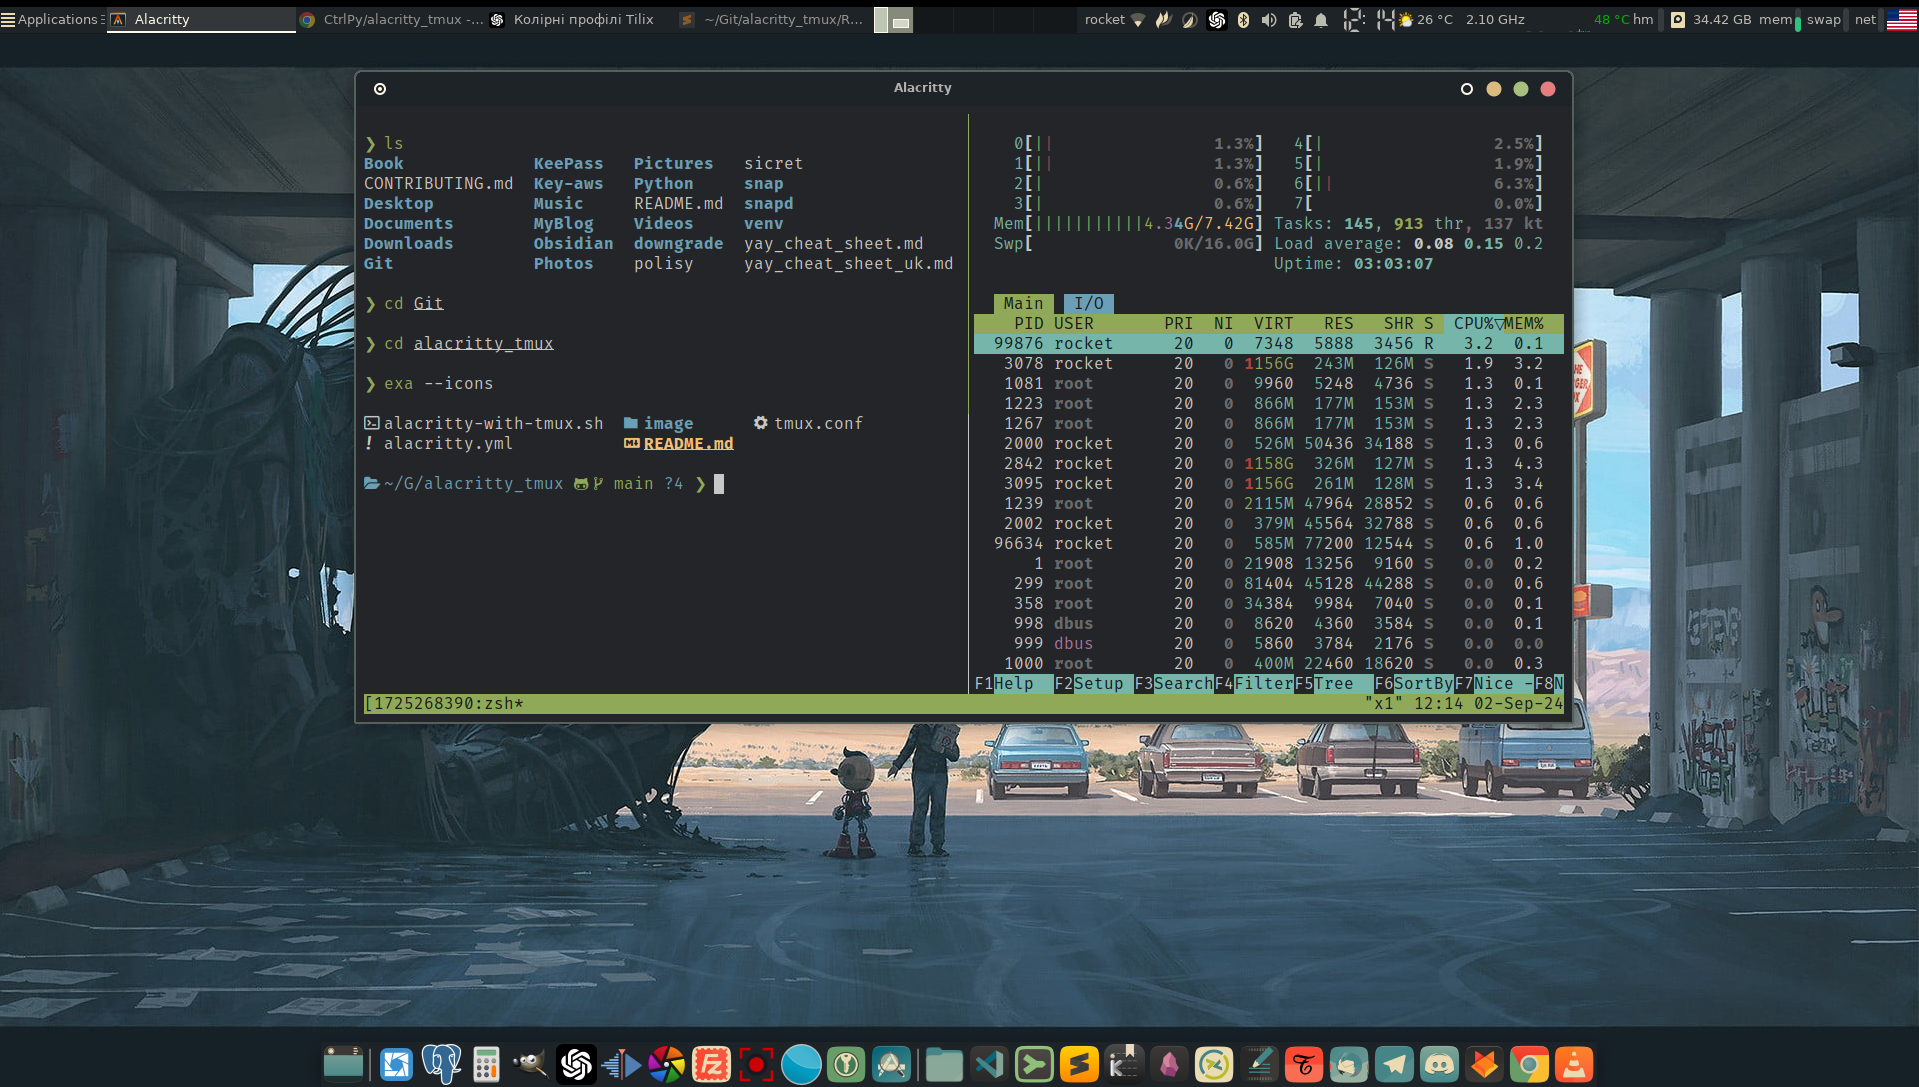 Applications Alacritty CtrlPy/alacritty_tmux -... Колірні профілі Tilix ~/Git/alacritty_tmux/R... rocket 12:14 26 °C 2.10 GHz 48 °C hm 34.42 GB mem swap net
Alacritty
❯ ls
Book KeePass Pictures sicret
CONTRIBUTING.md Key-aws Python snap
Desktop Music README.md snapd
Documents MyBlog Videos venv
Downloads Obsidian downgrade yay_cheat_sheet.md
Git Photos polisy yay_cheat_sheet_uk.md
❯ cd Git
❯ cd alacritty_tmux
❯ exa --icons
alacritty-with-tmux.sh image tmux.conf
! alacritty.yml README.md
~/G/alacritty_tmux main ?4 ❯
0[|| 1.3%] 4[| 2.5%]
1[|| 1.3%] 5[| 1.9%]
2[| 0.6%] 6[|| 6.3%]
3[| 0.6%] 7[ 0.0%]
Mem[|||||||||||4.34G/7.42G] Tasks: 145, 913 thr, 137 kt
Swp[ 0K/16.0G] Load average: 0.08 0.15 0.2
Uptime: 03:03:07
Main I/O
PID USER PRI NI VIRT RES SHR S CPU%▽MEM%
99876 rocket 20 0 7348 5888 3456 R 3.2 0.1
3078 rocket 20 0 1156G 243M 126M S 1.9 3.2
1081 root 20 0 9960 5248 4736 S 1.3 0.1
1223 root 20 0 866M 177M 153M S 1.3 2.3
1267 root 20 0 866M 177M 153M S 1.3 2.3
2000 rocket 20 0 526M 50436 34188 S 1.3 0.6
2842 rocket 20 0 1158G 326M 127M S 1.3 4.3
3095 rocket 20 0 1156G 261M 128M S 1.3 3.4
1239 root 20 0 2115M 47964 28852 S 0.6 0.6
2002 rocket 20 0 379M 45564 32788 S 0.6 0.6
96634 rocket 20 0 585M 77200 12544 S 0.6 1.0
1 root 20 0 21908 13256 9160 S 0.0 0.2
299 root 20 0 81404 45128 44288 S 0.0 0.6
358 root 20 0 34384 9984 7040 S 0.0 0.1
998 dbus 20 0 8620 4360 3584 S 0.0 0.1
999 dbus 20 0 5860 3784 2176 S 0.0 0.0
1000 root 20 0 400M 22460 18620 S 0.0 0.3
F1Help F2Setup F3SearchF4FilterF5Tree F6SortByF7Nice -F8N
[1725268390:zsh* "x1" 12:14 02-Sep-24